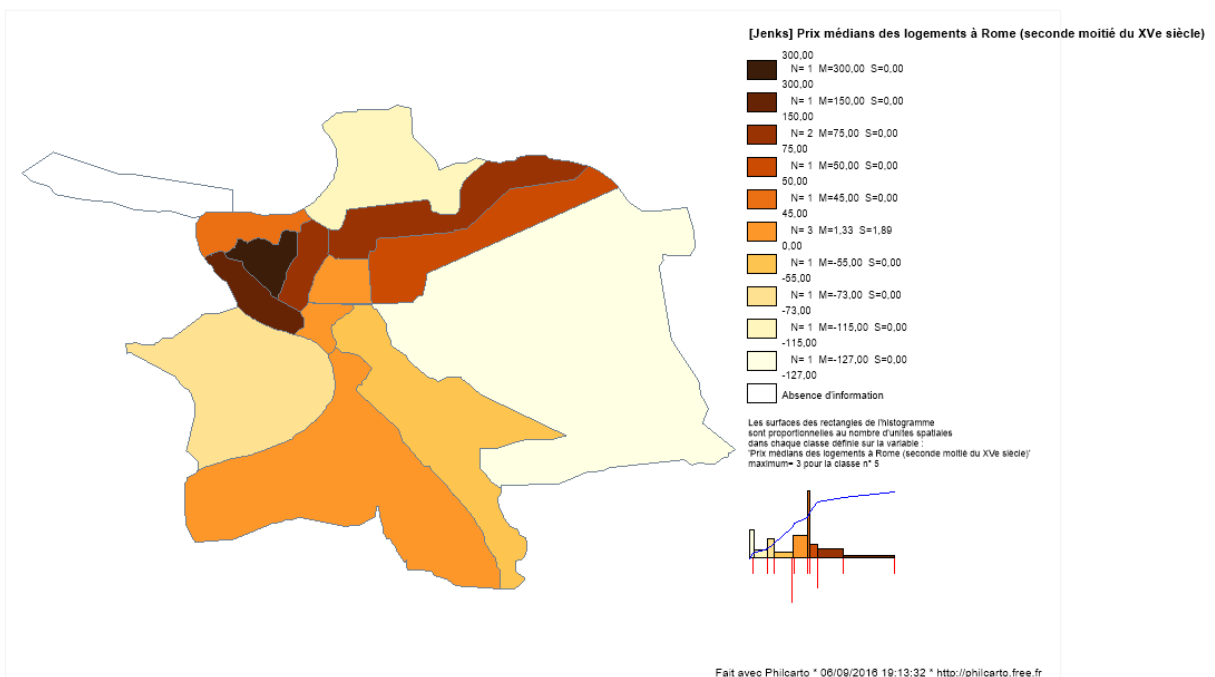 [Jenks] Prix médians des logements à Rome (seconde moitié du XVe siècle)
300,00
N= 1 M=300,00 S=0,00
300,00
N= 1 M=150,00 S=0,00
150,00
N= 2 M=75,00 S=0,00
75,00
N= 1 M=50,00 S=0,00
50,00
N= 1 M=45,00 S=0,00
45,00
N= 3 M=1,33 S=1,89
0,00
N= 1 M=-55,00 S=0,00
-55,00
N= 1 M=-73,00 S=0,00
-73,00
N= 1 M=-115,00 S=0,00
-115,00
N= 1 M=-127,00 S=0,00
-127,00
Absence d'information
Les surfaces des rectangles de l'histogramme
sont proportionnelles au nombre d'unites spatiales
dans chaque classe définie sur la variable :
'Prix médians des logements à Rome (seconde moitié du XVe siècle)'
maximum= 3 pour la classe n° 5
Fait avec Philcarto * 06/09/2016 19:13:32 * http://philcarto.free.fr